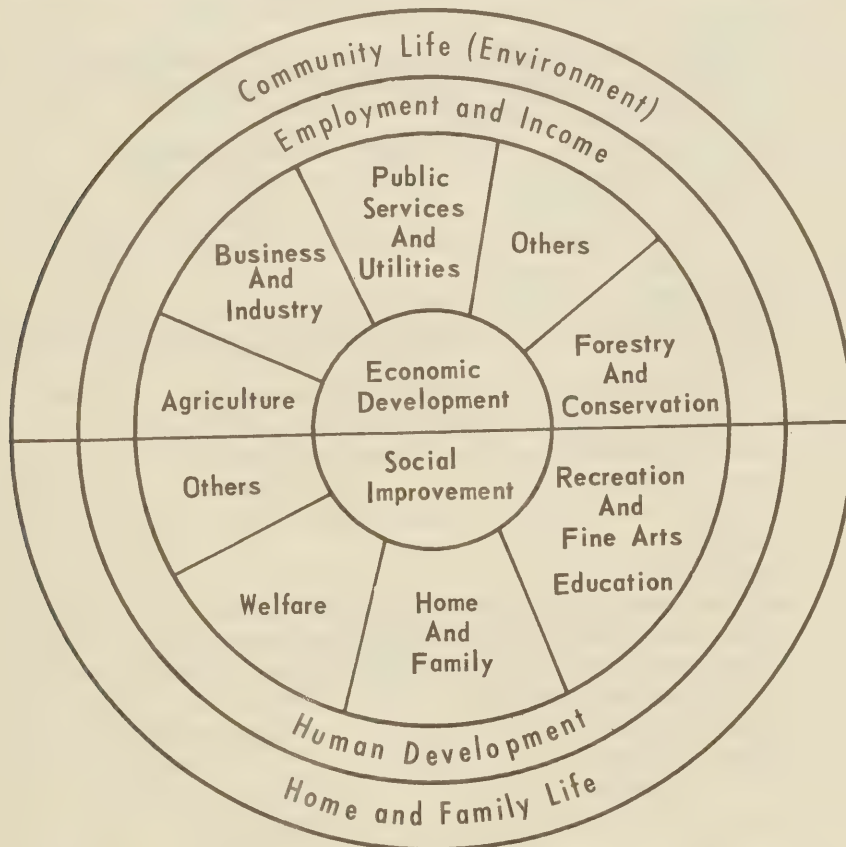 Community Life (Environment)
Employment and Income
Public
Services
And
Utilities
Others
Business
And
Industry
Forestry
And
Conservation
Agriculture
Economic
Development
Social
Improvement
Others
Recreation
And
Fine Arts
Education
Welfare
Home
And
Family
Human Development
Home and Family Life